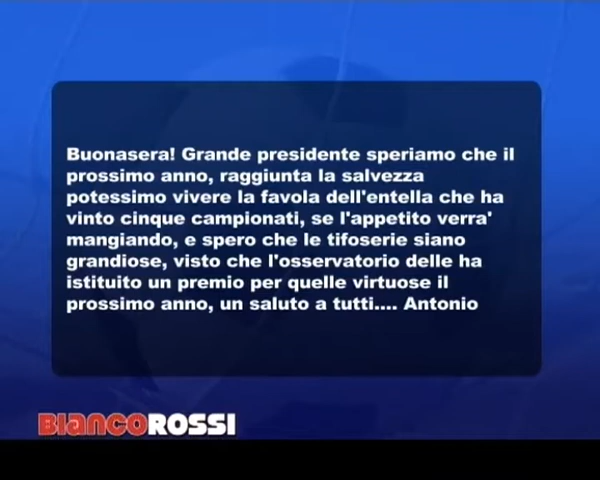 Buonasera! Grande presidente speriamo che il
prossimo anno, raggiunta la salvezza
potessimo vivere la favola dell'entella che ha
vinto cinque campionati, se l'appetito verra'
mangiando, e spero che le tifoserie siano
grandiose, visto che l'osservatorio delle ha
istituito un premio per quelle virtuose il
prossimo anno, un saluto a tutti.... Antonio
BIANCOROSSI